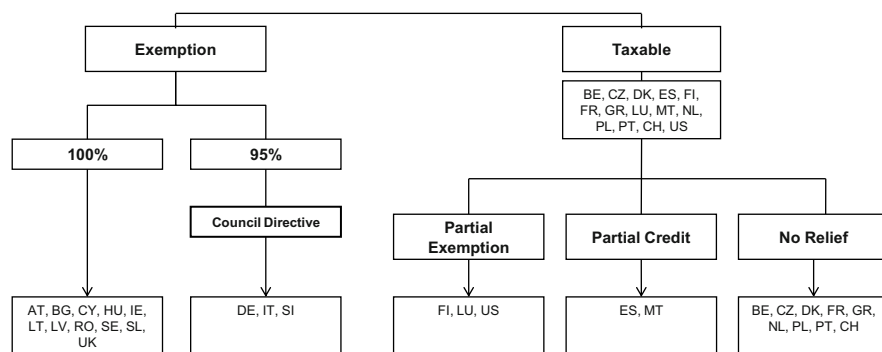 Exemption
Taxable
BE, CZ, DK, ES, FI,
FR, GR, LU, MT, NL,
PL, PT, CH, US
100%
95%
Council Directive
Partial
Exemption
Partial Credit
No Relief
AT, BG, CY, HU, IE,
LT, LV, RO, SE, SL,
UK
DE, IT, SI
FI, LU, US
ES, MT
BE, CZ, DK, FR, GR,
NL, PL, PT, CH